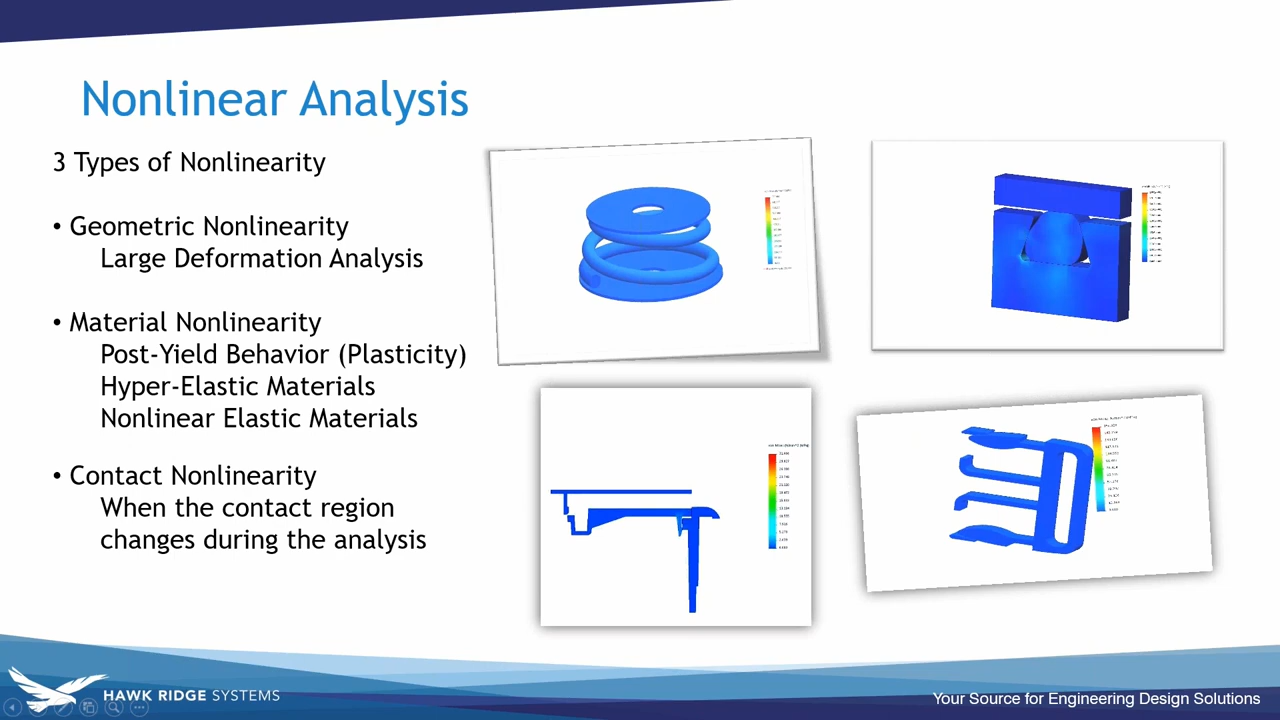 Nonlinear Analysis
3 Types of Nonlinearity
• Geometric Nonlinearity
Large Deformation Analysis
• Material Nonlinearity
Post-Yield Behavior (Plasticity)
Hyper-Elastic Materials
Nonlinear Elastic Materials
• Contact Nonlinearity
When the contact region
changes during the analysis
HAWK RIDGE SYSTEMS
Your Source for Engineering Design Solutions